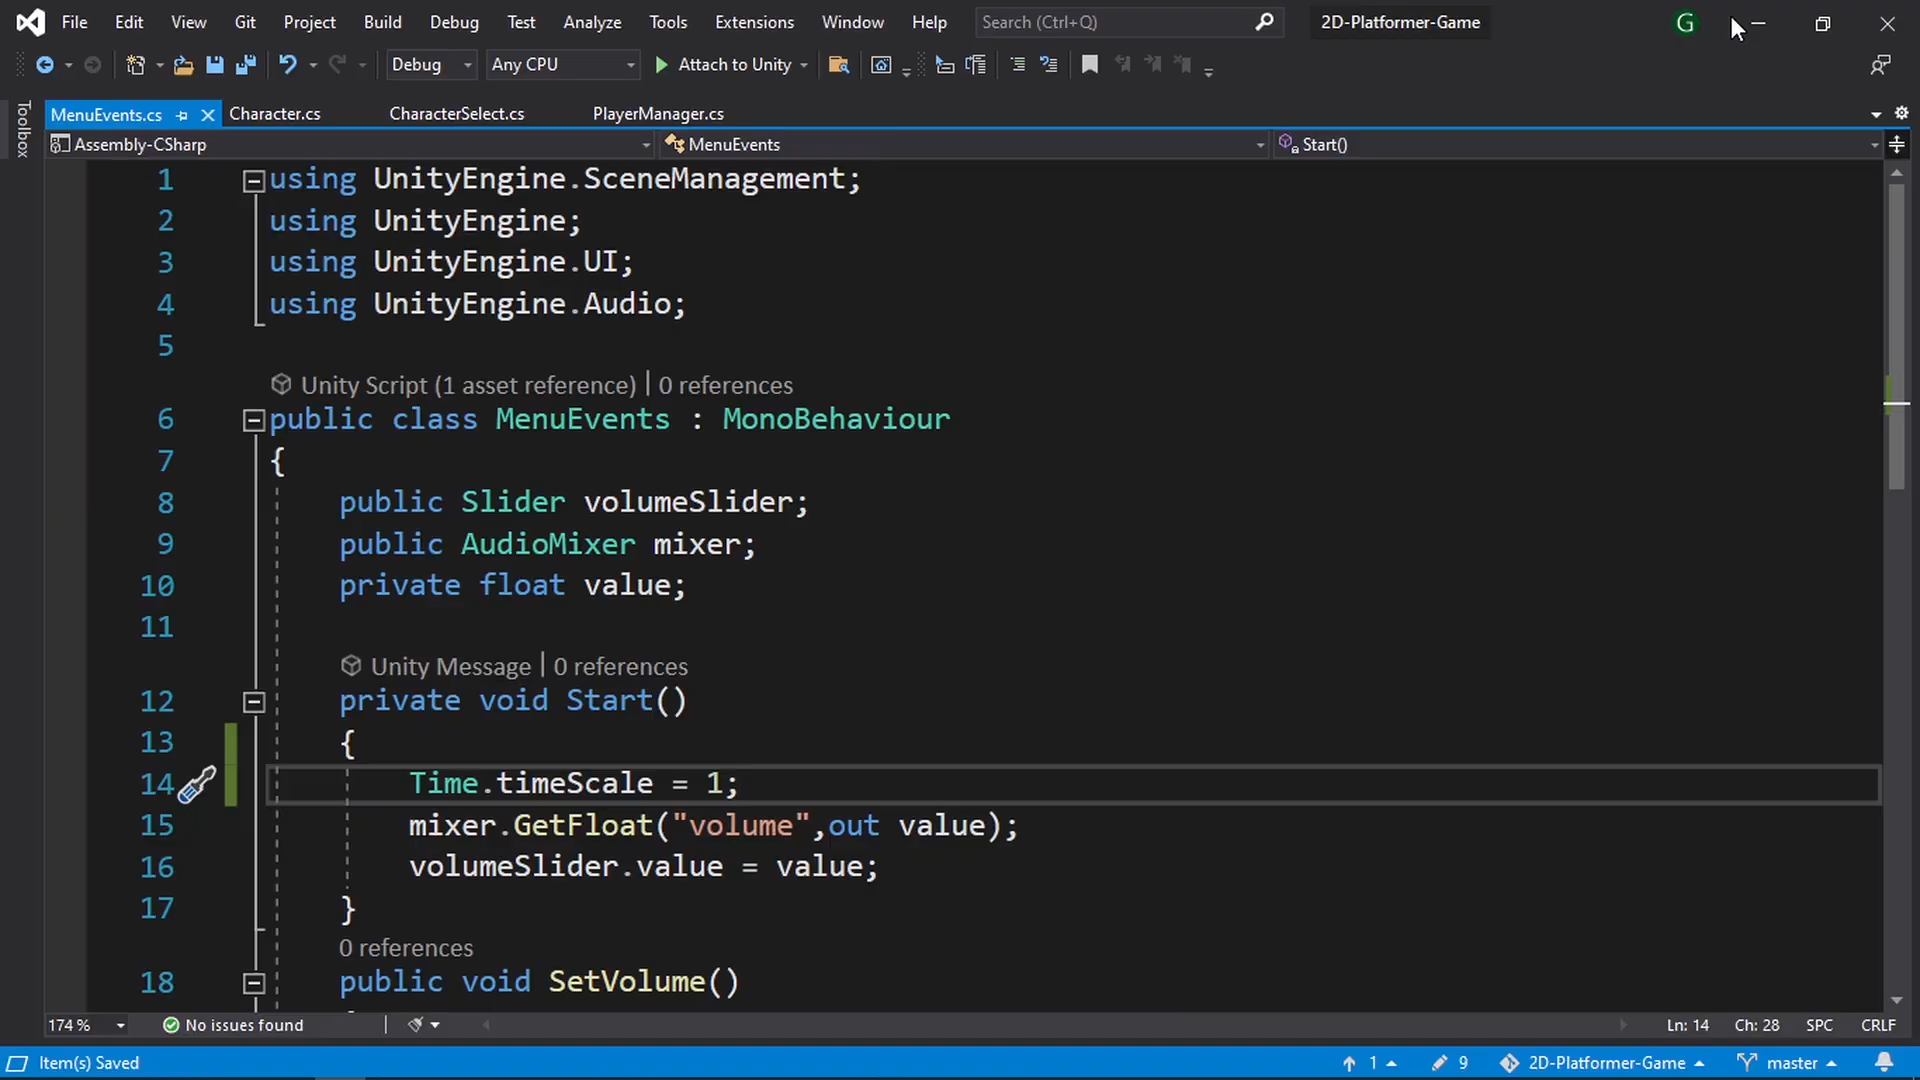 File Edit View Git Project Build Debug Test Analyze Tools Extensions Window Help Search (Ctrl+Q) 2D-Platformer-Game G
Debug Any CPU Attach to Unity
Toolbox
MenuEvents.cs Character.cs CharacterSelect.cs PlayerManager.cs
Assembly-CSharp MenuEvents Start()
1 using UnityEngine.SceneManagement;
2 using UnityEngine;
3 using UnityEngine.UI;
4 using UnityEngine.Audio;
5
Unity Script (1 asset reference) | 0 references
6 public class MenuEvents : MonoBehaviour
7 {
8 public Slider volumeSlider;
9 public AudioMixer mixer;
10 private float value;
11
Unity Message | 0 references
12 private void Start()
13 {
14 Time.timeScale = 1;
15 mixer.GetFloat("volume",out value);
16 volumeSlider.value = value;
17 }
0 references
18 public void SetVolume()
174 % No issues found Ln: 14 Ch: 28 SPC CRLF
Item(s) Saved 1 9 2D-Platformer-Game master